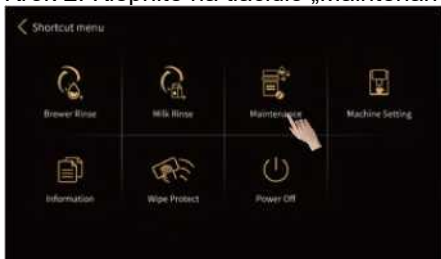 Shortcut menu
Brewer Rinse
Milk Rinse
Maintenance
Machine Setting
Information
Wipe Protect
Power Off